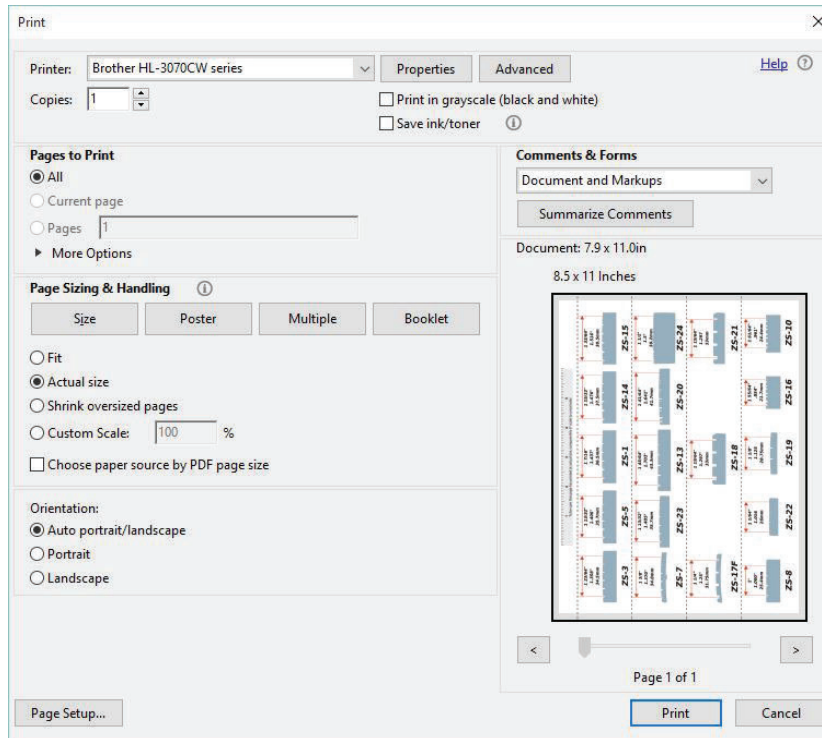 Print
Printer: Brother HL-3070CW series Properties Advanced Help
Copies: 1
Print in grayscale (black and white)
Save ink/toner
Pages to Print
All
Current page
Pages 1
More Options
Page Sizing & Handling
Size Poster Multiple Booklet
Fit
Actual size
Shrink oversized pages
Custom Scale: 100 %
Choose paper source by PDF page size
Orientation:
Auto portrait/landscape
Portrait
Landscape
Comments & Forms
Document and Markups
Summarize Comments
Document: 7.9 x 11.0in
8.5 x 11 Inches
ZS-15
ZS-24
ZS-21
ZS-10
ZS-14
ZS-20
ZS-16
ZS-1
ZS-13
ZS-18
ZS-19
ZS-5
ZS-23
ZS-22
ZS-3
ZS-7
ZS-17F
ZS-8
< >
Page 1 of 1
Page Setup... Print Cancel